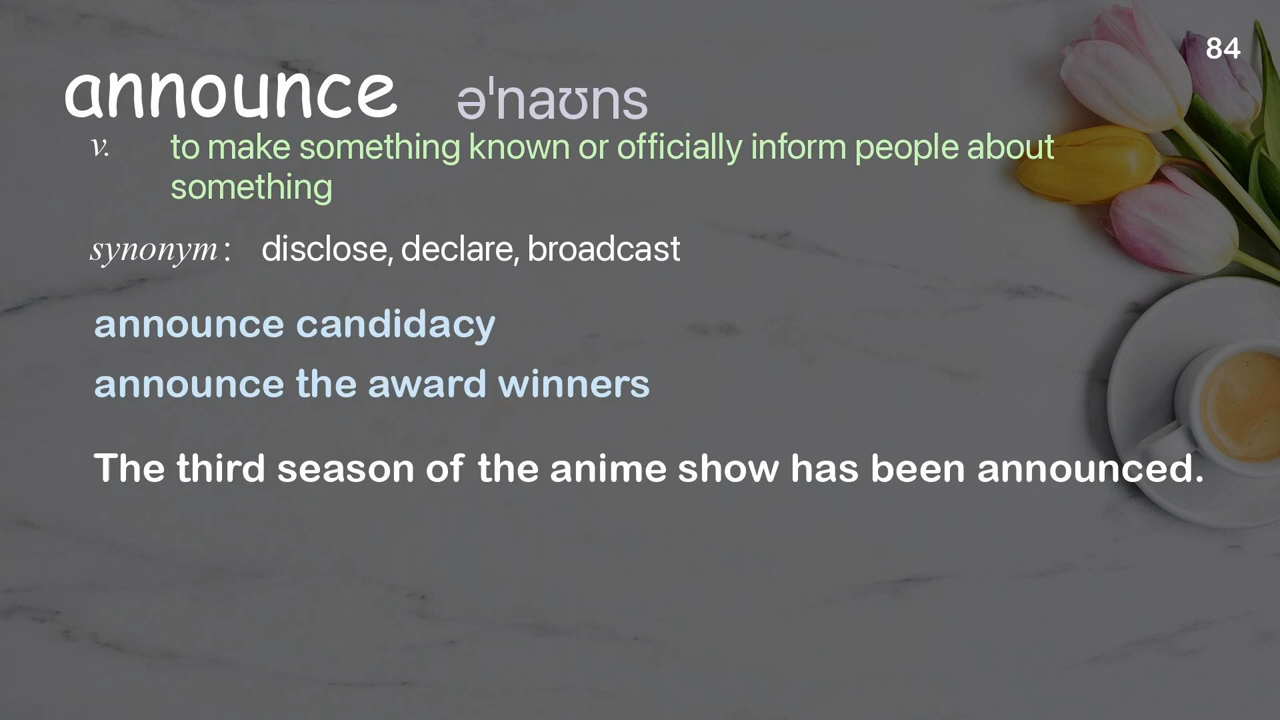 84
announce əˈnaʊns
v. to make something known or officially inform people about
something
synonym: disclose, declare, broadcast
announce candidacy
announce the award winners
The third season of the anime show has been announced.